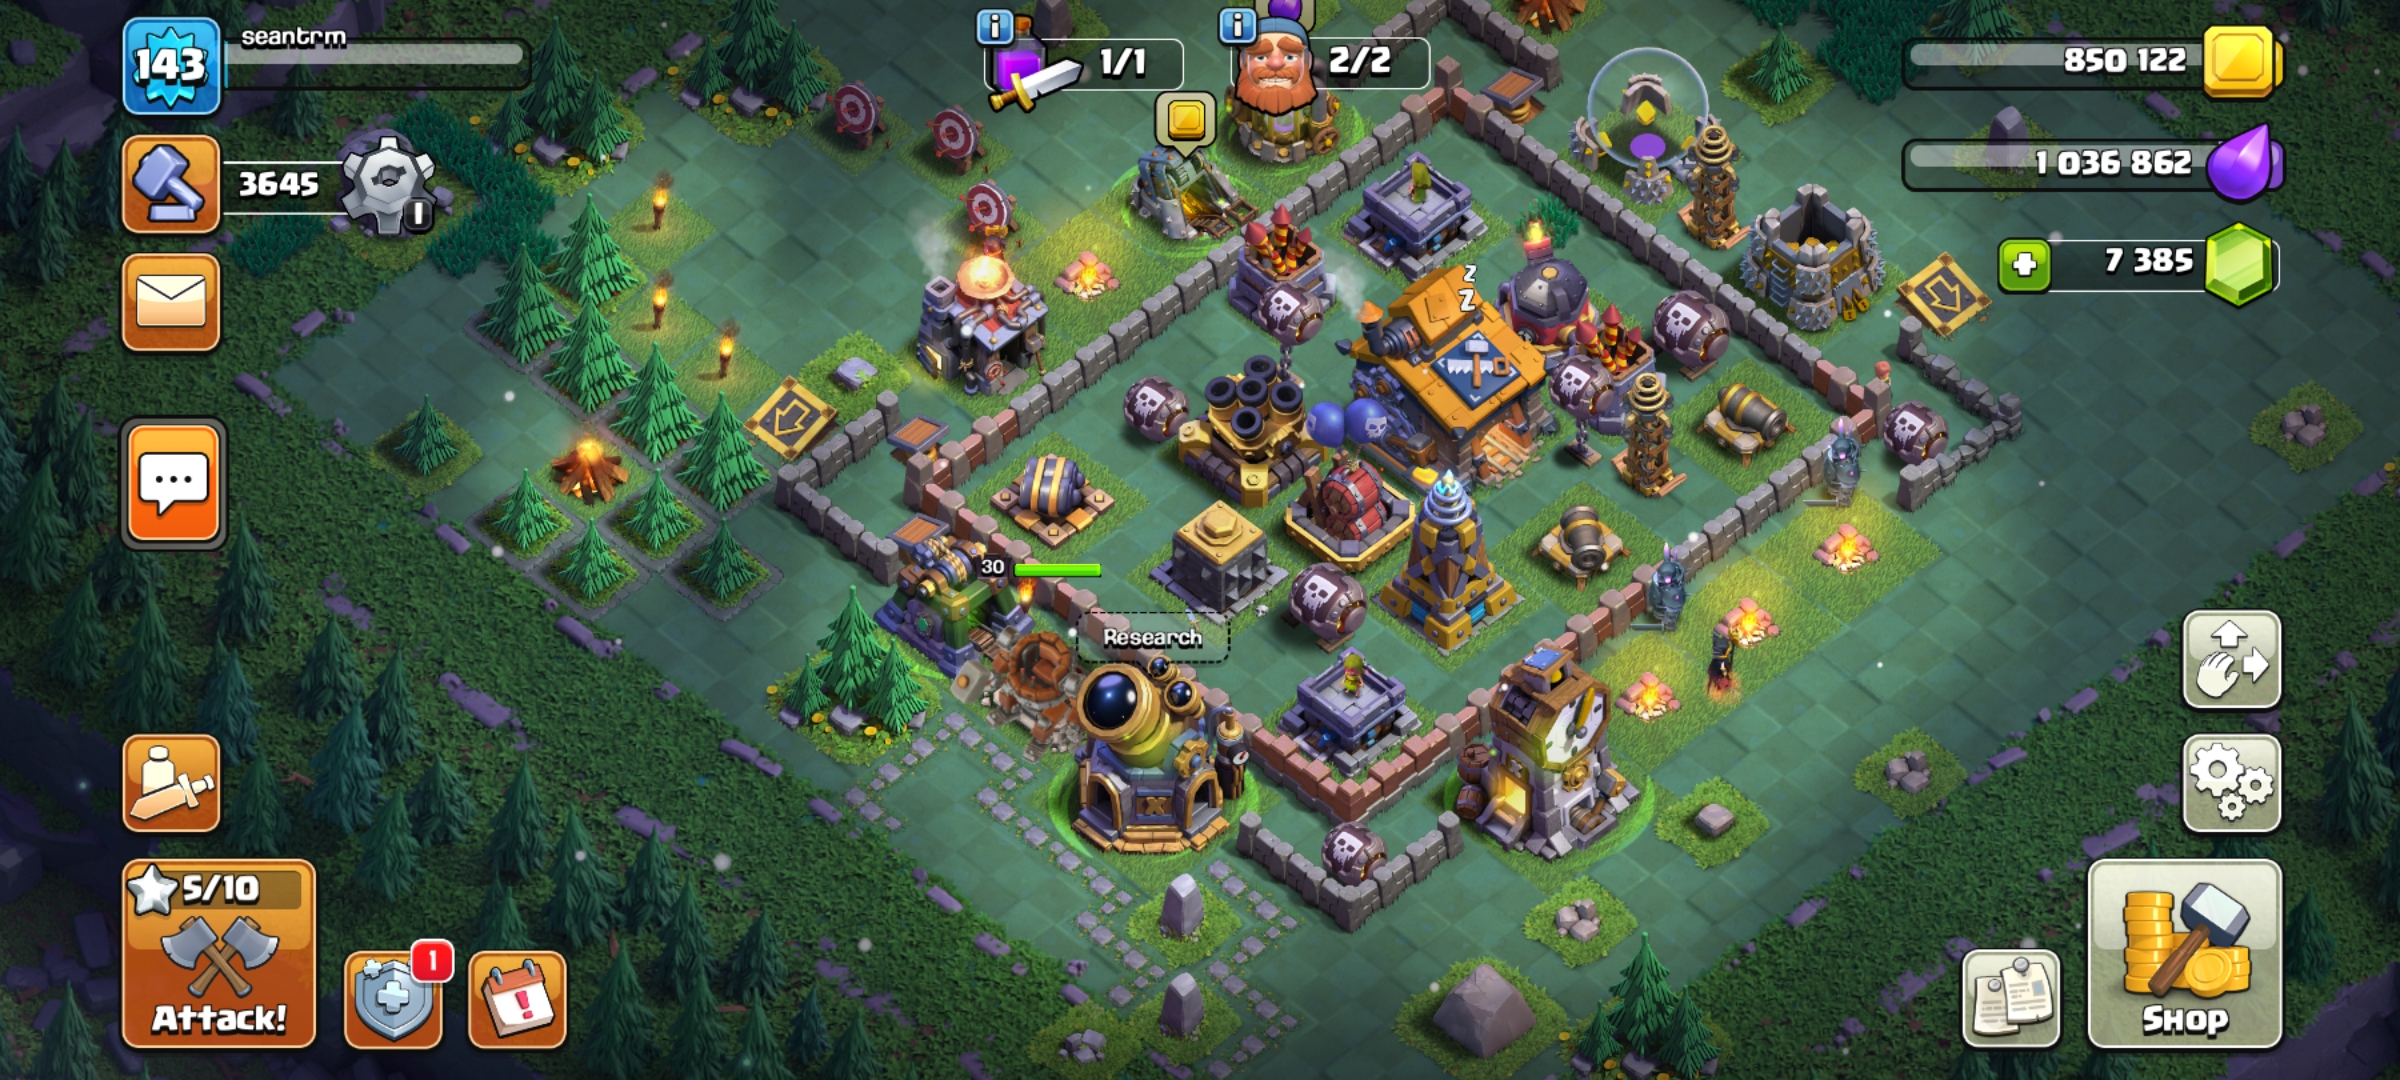 143
seantrm
1/1
2/2
850 122
3645
I
1 036 862
7 385
Z
Z
30
Research
5/10
Attack!
1
Shop